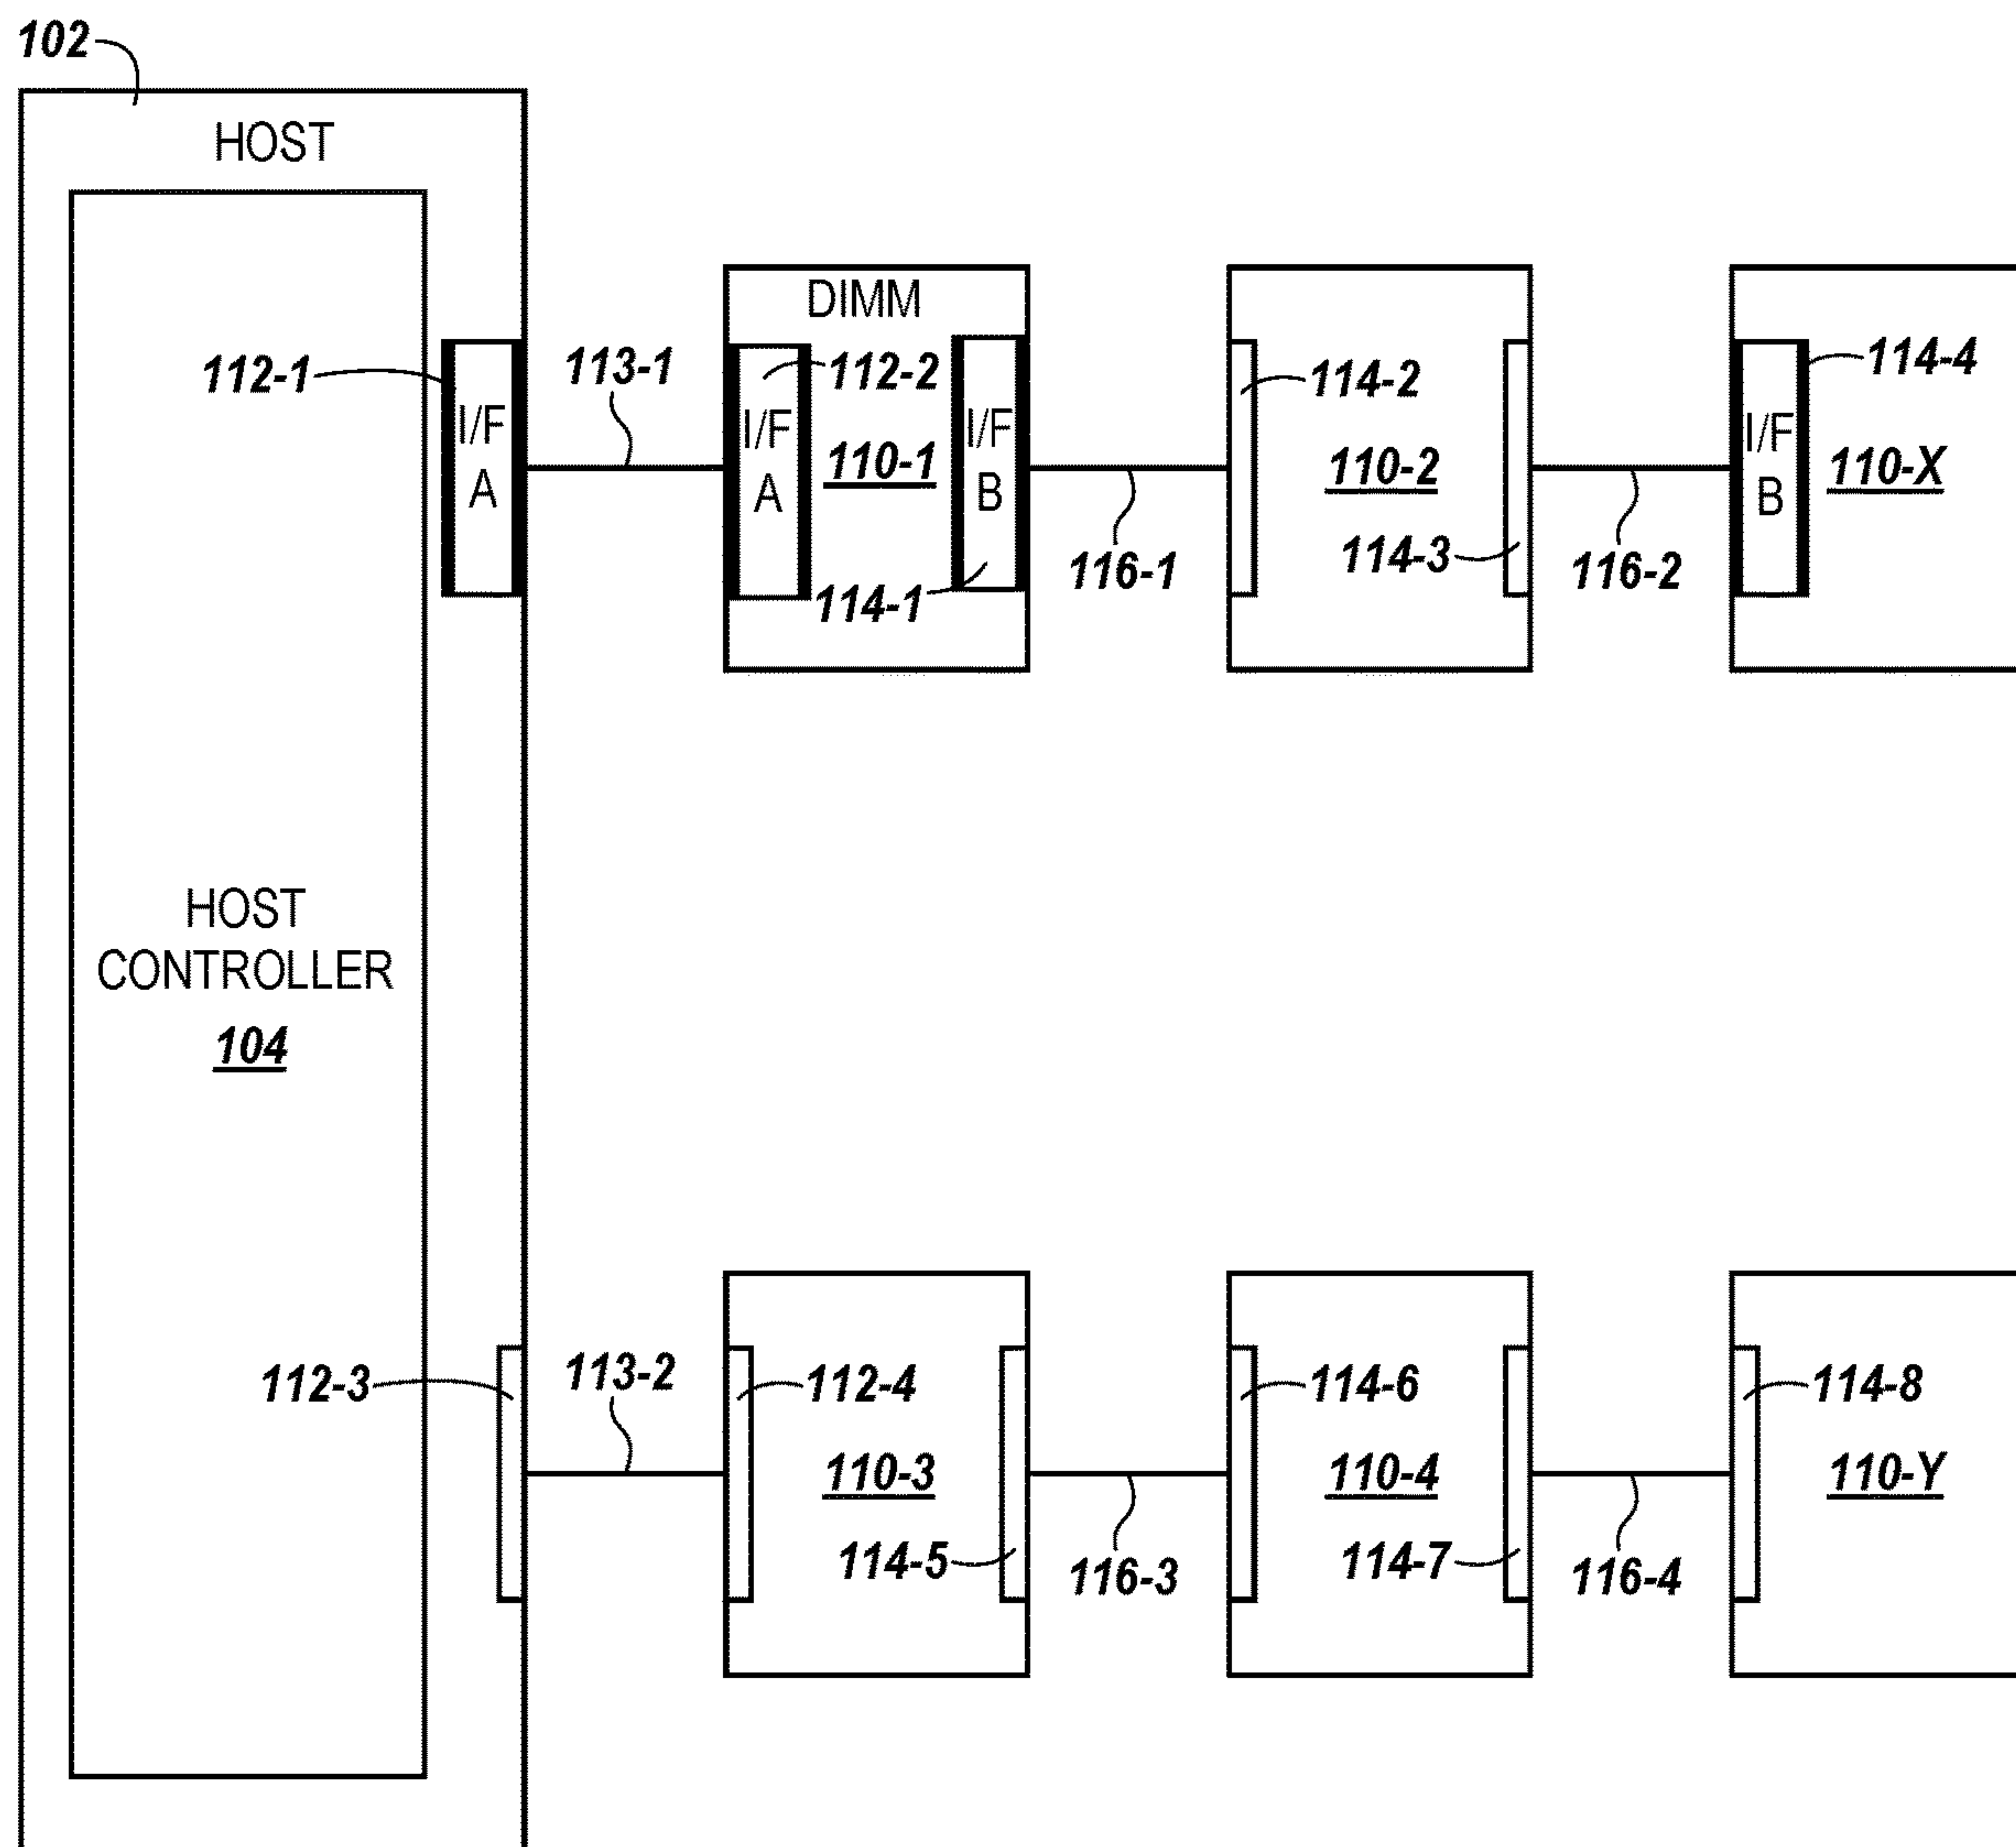 102
HOST
DIMM
112-1
113-1
112-2
114-2
114-4
I/F
A
I/F
A
110-1
I/F
B
110-2
I/F
B
110-X
114-1
116-1
114-3
116-2
HOST
CONTROLLER
104
112-3
113-2
112-4
114-6
114-8
110-3
110-4
110-Y
114-5
116-3
114-7
116-4